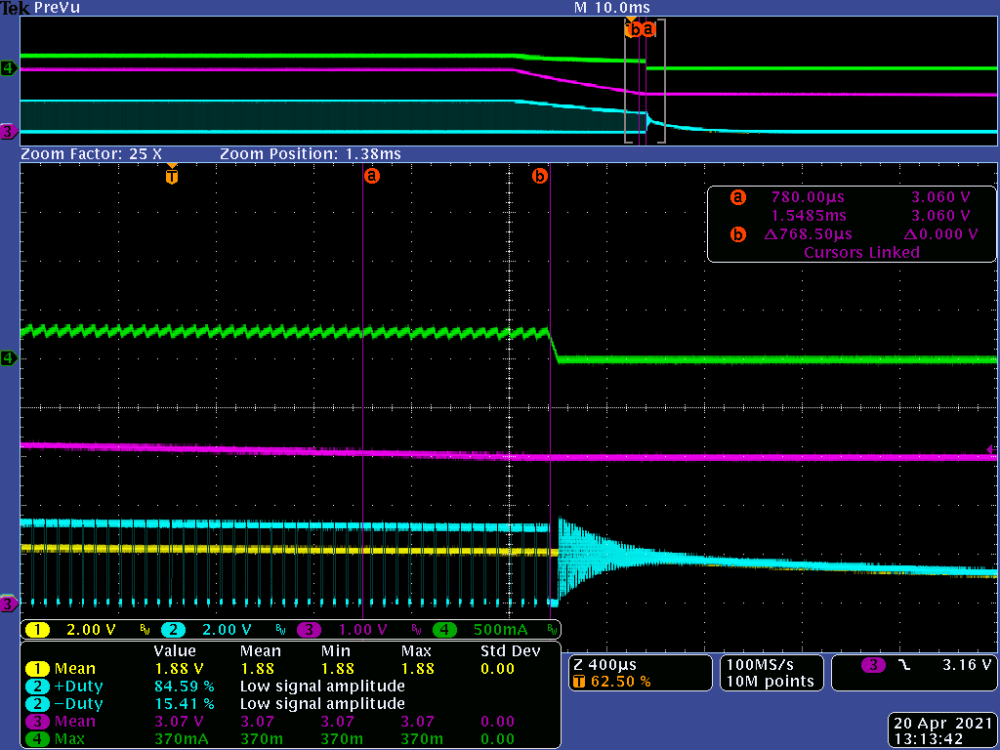 Tek PreVu M 10.0ms
b a
4
3
Zoom Factor: 25 X Zoom Position: 1.38ms
T a b
a 780.00µs 3.060 V
1.5485ms 3.060 V
b Δ768.50µs Δ0.000 V
Cursors Linked
4
3
1 2.00 V BW 2 2.00 V BW 3 1.00 V BW 4 500mA BW
Value Mean Min Max Std Dev
1 Mean 1.88 V 1.88 1.88 1.88 0.00
2 +Duty 84.59 % Low signal amplitude
2 −Duty 15.41 % Low signal amplitude
3 Mean 3.07 V 3.07 3.07 3.07 0.00
4 Max 370mA 370m 370m 370m 0.00
Z 400µs
T 62.50 %
100MS/s
10M points
3 3.16 V
20 Apr 2021
13:13:42